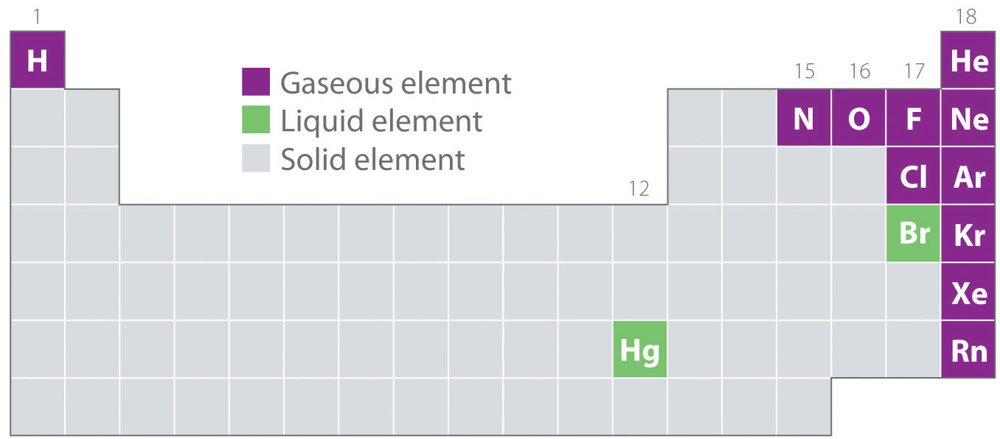 1
18
H
He
Gaseous element
15
16
17
Liquid element
N
O
F
Ne
Solid element
Cl
Ar
12
Br
Kr
Xe
Hg
Rn